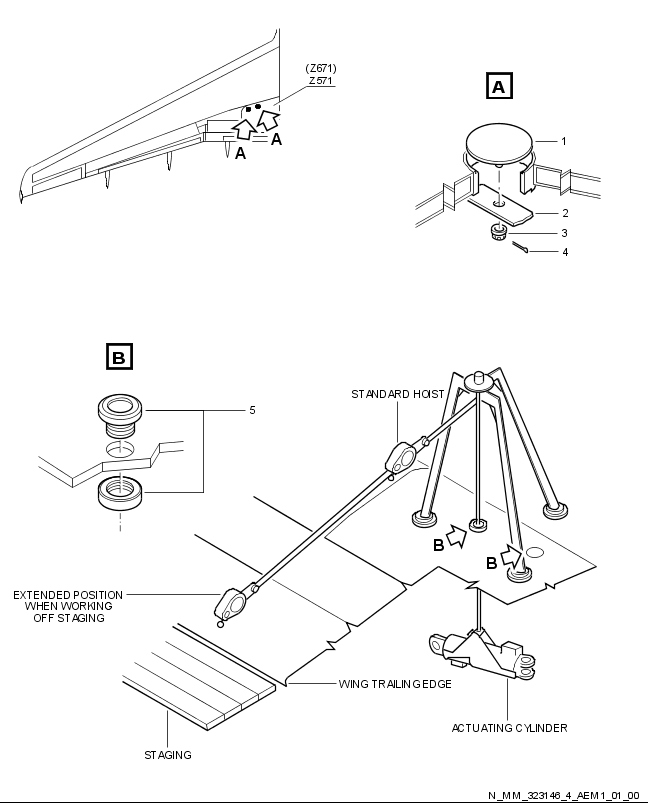 (Z671)
Z571
A
A
A
1
2
3
4
B
5
STANDARD HOIST
B
B
EXTENDED POSITION
WHEN WORKING
OFF STAGING
WING TRAILING EDGE
ACTUATING CYLINDER
STAGING
N_MM_323146_4_AEM1_01_00